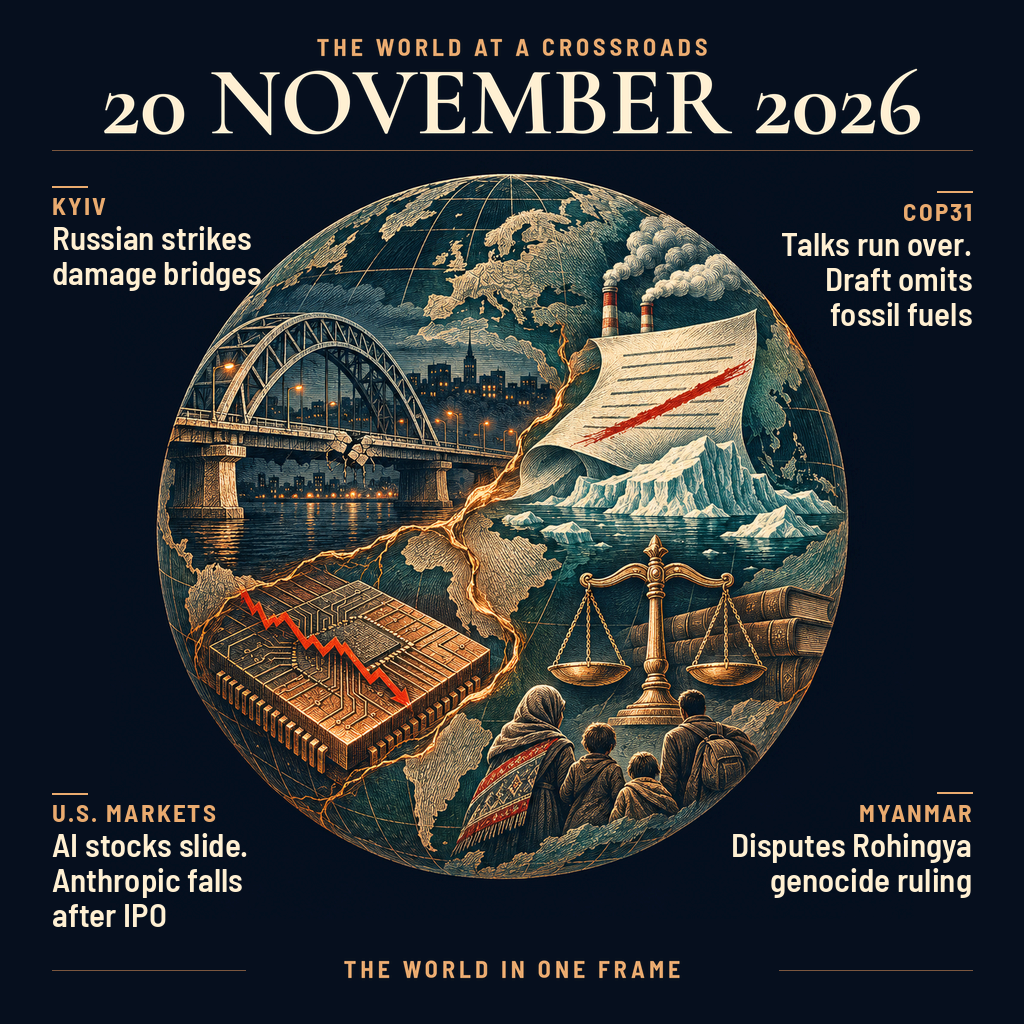 THE WORLD AT A CROSSROADS
20 NOVEMBER 2026
KYIV
Russian strikes
damage bridges
COP31
Talks run over.
Draft omits
fossil fuels
U.S. MARKETS
AI stocks slide.
Anthropic falls
after IPO
MYANMAR
Disputes Rohingya
genocide ruling
THE WORLD IN ONE FRAME